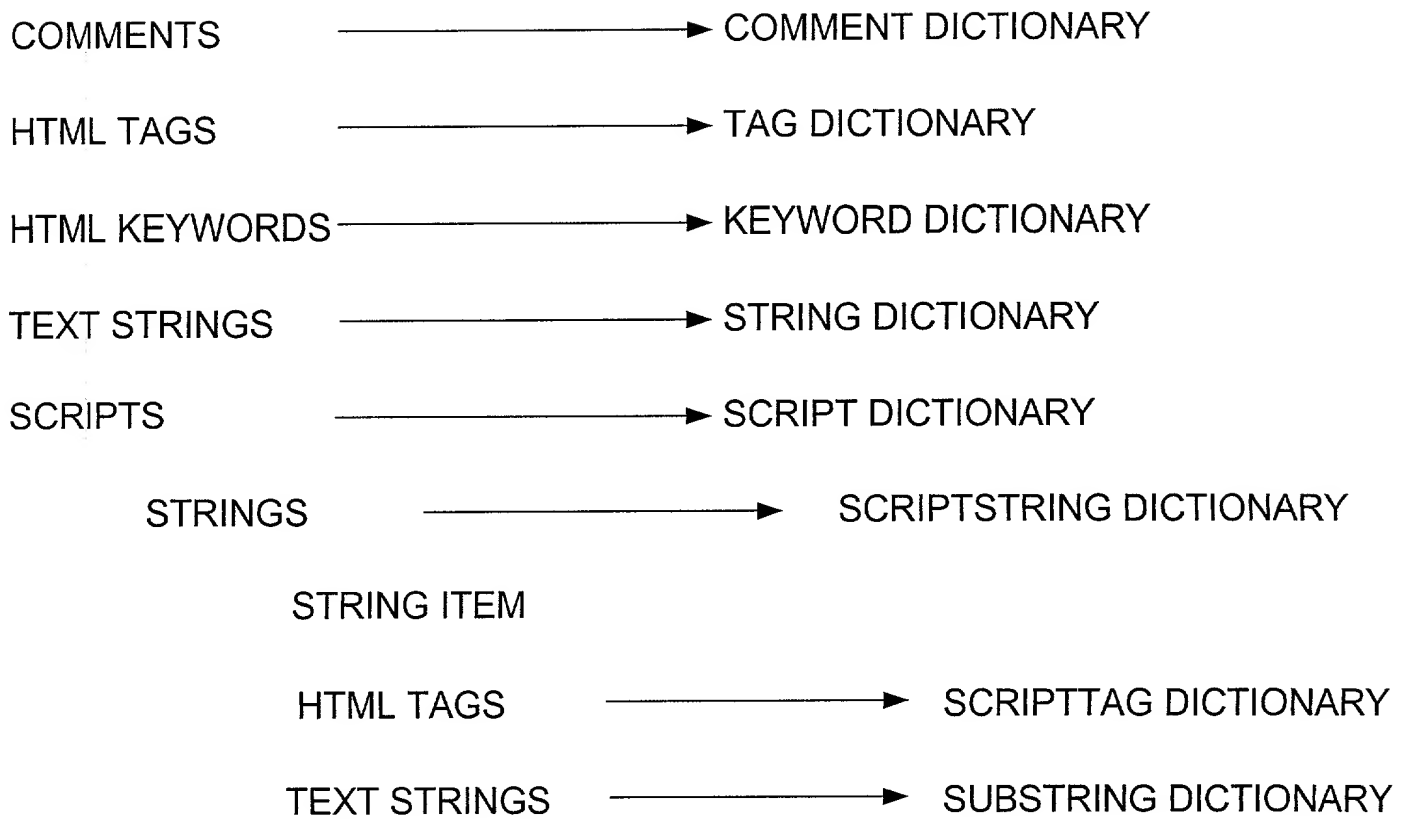 COMMENTS COMMENT DICTIONARY
HTML TAGS TAG DICTIONARY
HTML KEYWORDS KEYWORD DICTIONARY
TEXT STRINGS STRING DICTIONARY
SCRIPTS SCRIPT DICTIONARY
STRINGS SCRIPTSTRING DICTIONARY
STRING ITEM
HTML TAGS SCRIPTTAG DICTIONARY
TEXT STRINGS SUBSTRING DICTIONARY